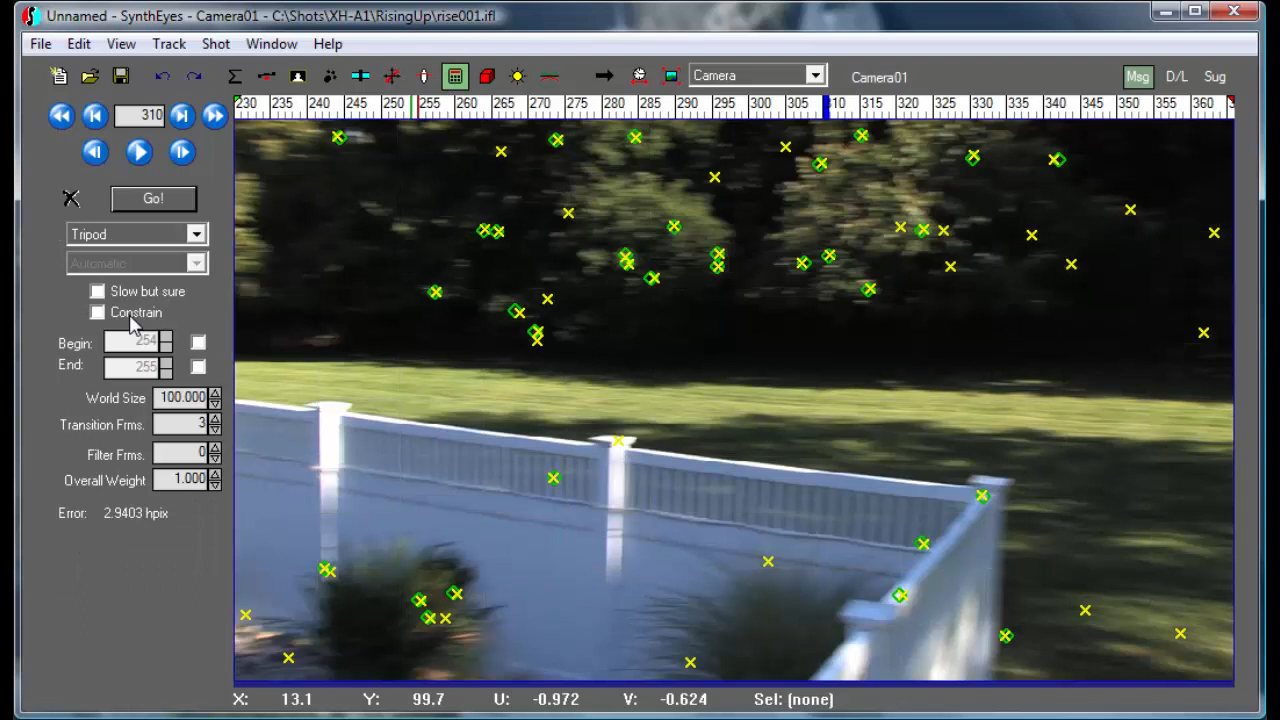 Unnamed - SynthEyes - Camera01 - C:\Shots\XH-A1\RisingUp\rise001.ifl
File Edit View Track Shot Window Help
Camera Camera01 Msg D/L Sug
310
230 235 242 245 250 255 260 265 270 275 280 285 290 295 300 305 310 315 320 325 330 335 340 345 350 355 360
Go!
Tripod
Automatic
Slow but sure
Constrain
Begin: 254
End: 255
World Size 100.000
Transition Frms. 3
Filter Frms. 0
Overall Weight 1.000
Error: 2.9403 hpix
X: 13.1 Y: 99.7 U: -0.972 V: -0.624 Sel: (none)